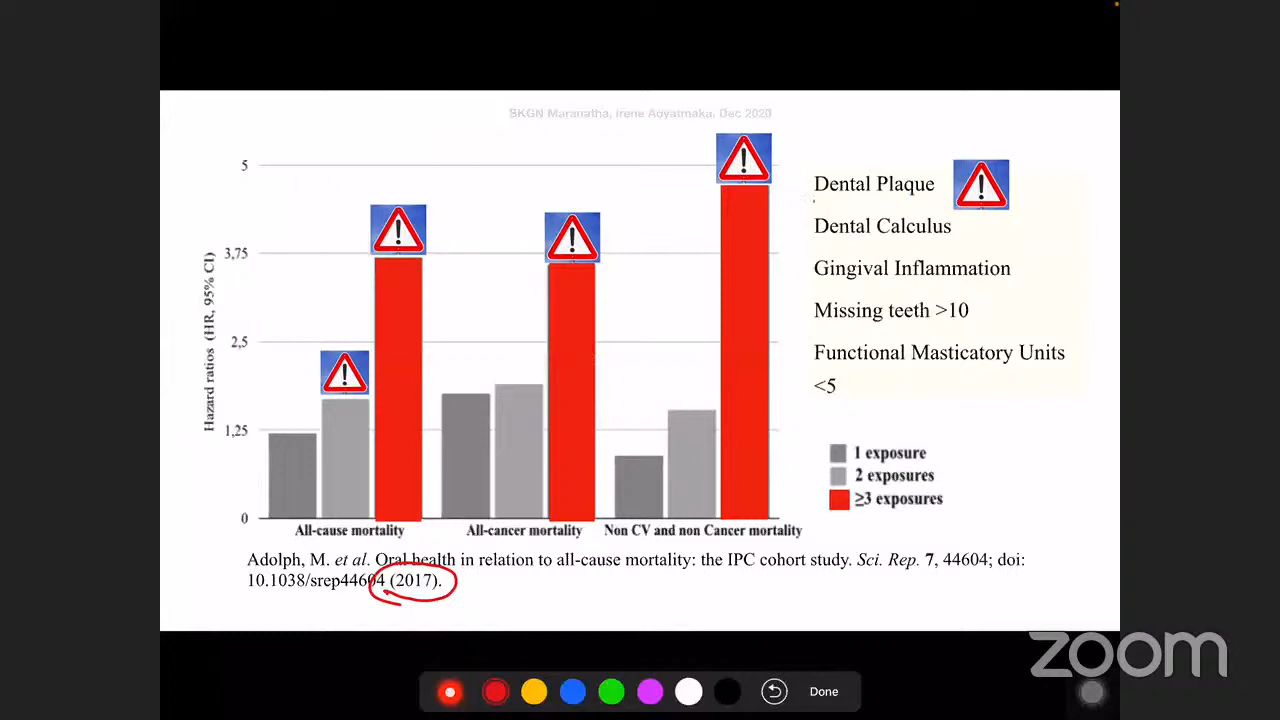 BKGN Maranatha, Irene Adyatmaka, Dec 2020
5
3,75
2,5
1,25
0
Hazard ratios (HR, 95% CI)
All-cause mortality
All-cancer mortality
Non CV and non Cancer mortality
Dental Plaque
Dental Calculus
Gingival Inflammation
Missing teeth >10
Functional Masticatory Units
<5
1 exposure
2 exposures
≥3 exposures
Adolph, M. et al. Oral health in relation to all-cause mortality: the IPC cohort study. Sci. Rep. 7, 44604; doi:
10.1038/srep44604 (2017).
zoom
Done